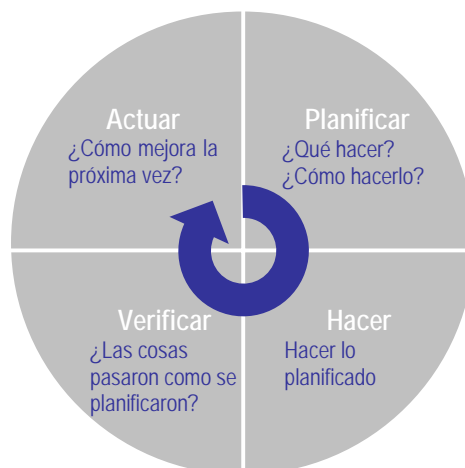 Actuar
¿Cómo mejora la
próxima vez?
Planificar
¿Qué hacer?
¿Cómo hacerlo?
Verificar
¿Las cosas
pasaron como se
planificaron?
Hacer
Hacer lo
planificado